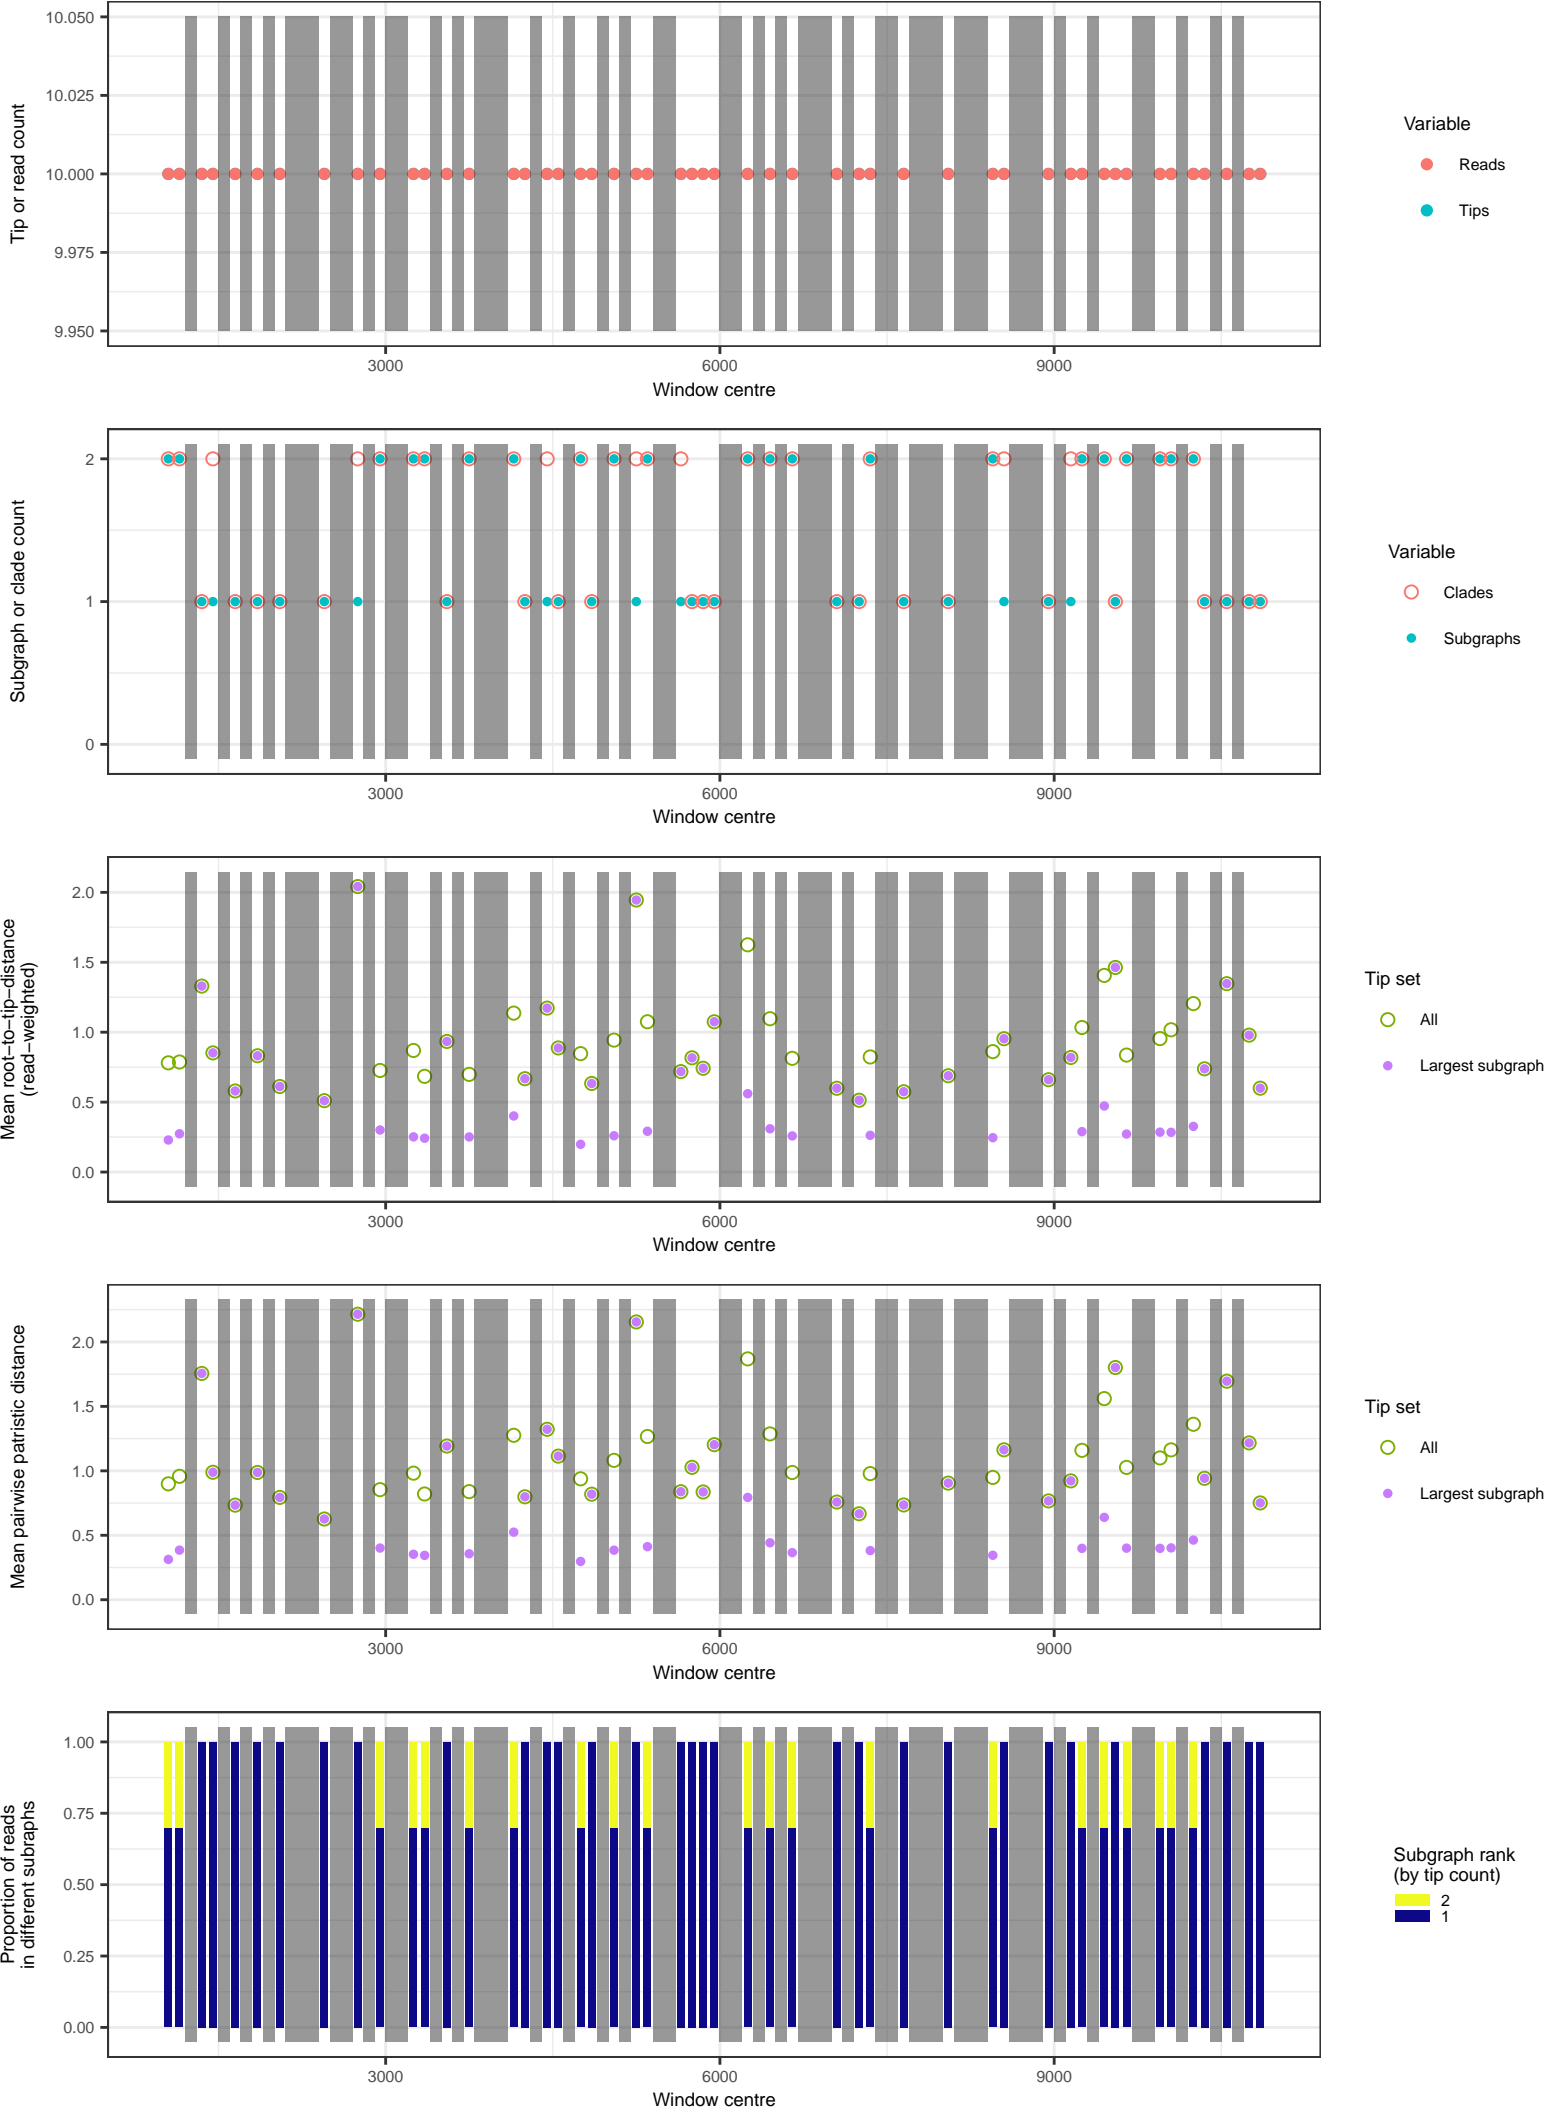 10.050
10.025
10.000
9.975
9.950
Tip or read count
3000
6000
9000
Window centre
Variable
Reads
Tips
2
1
0
Subgraph or clade count
3000
6000
9000
Window centre
Variable
Clades
Subgraphs
2.0
1.5
1.0
0.5
0.0
Mean root−to−tip−distance
(read−weighted)
3000
6000
9000
Window centre
Tip set
All
Largest subgraph
2.0
1.5
1.0
0.5
0.0
Mean pairwise patristic distance
3000
6000
9000
Window centre
Tip set
All
Largest subgraph
1.00
0.75
0.50
0.25
0.00
Proportion of reads
in different subraphs
3000
6000
9000
Window centre
Subgraph rank
(by tip count)
2
1